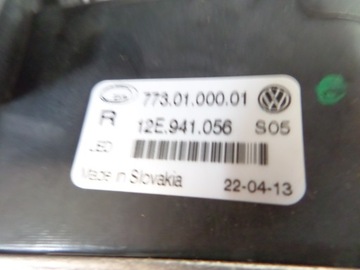 773.01.000.01
R 12E.941.056 S05
LED
Made in Slovakia 22-04-13